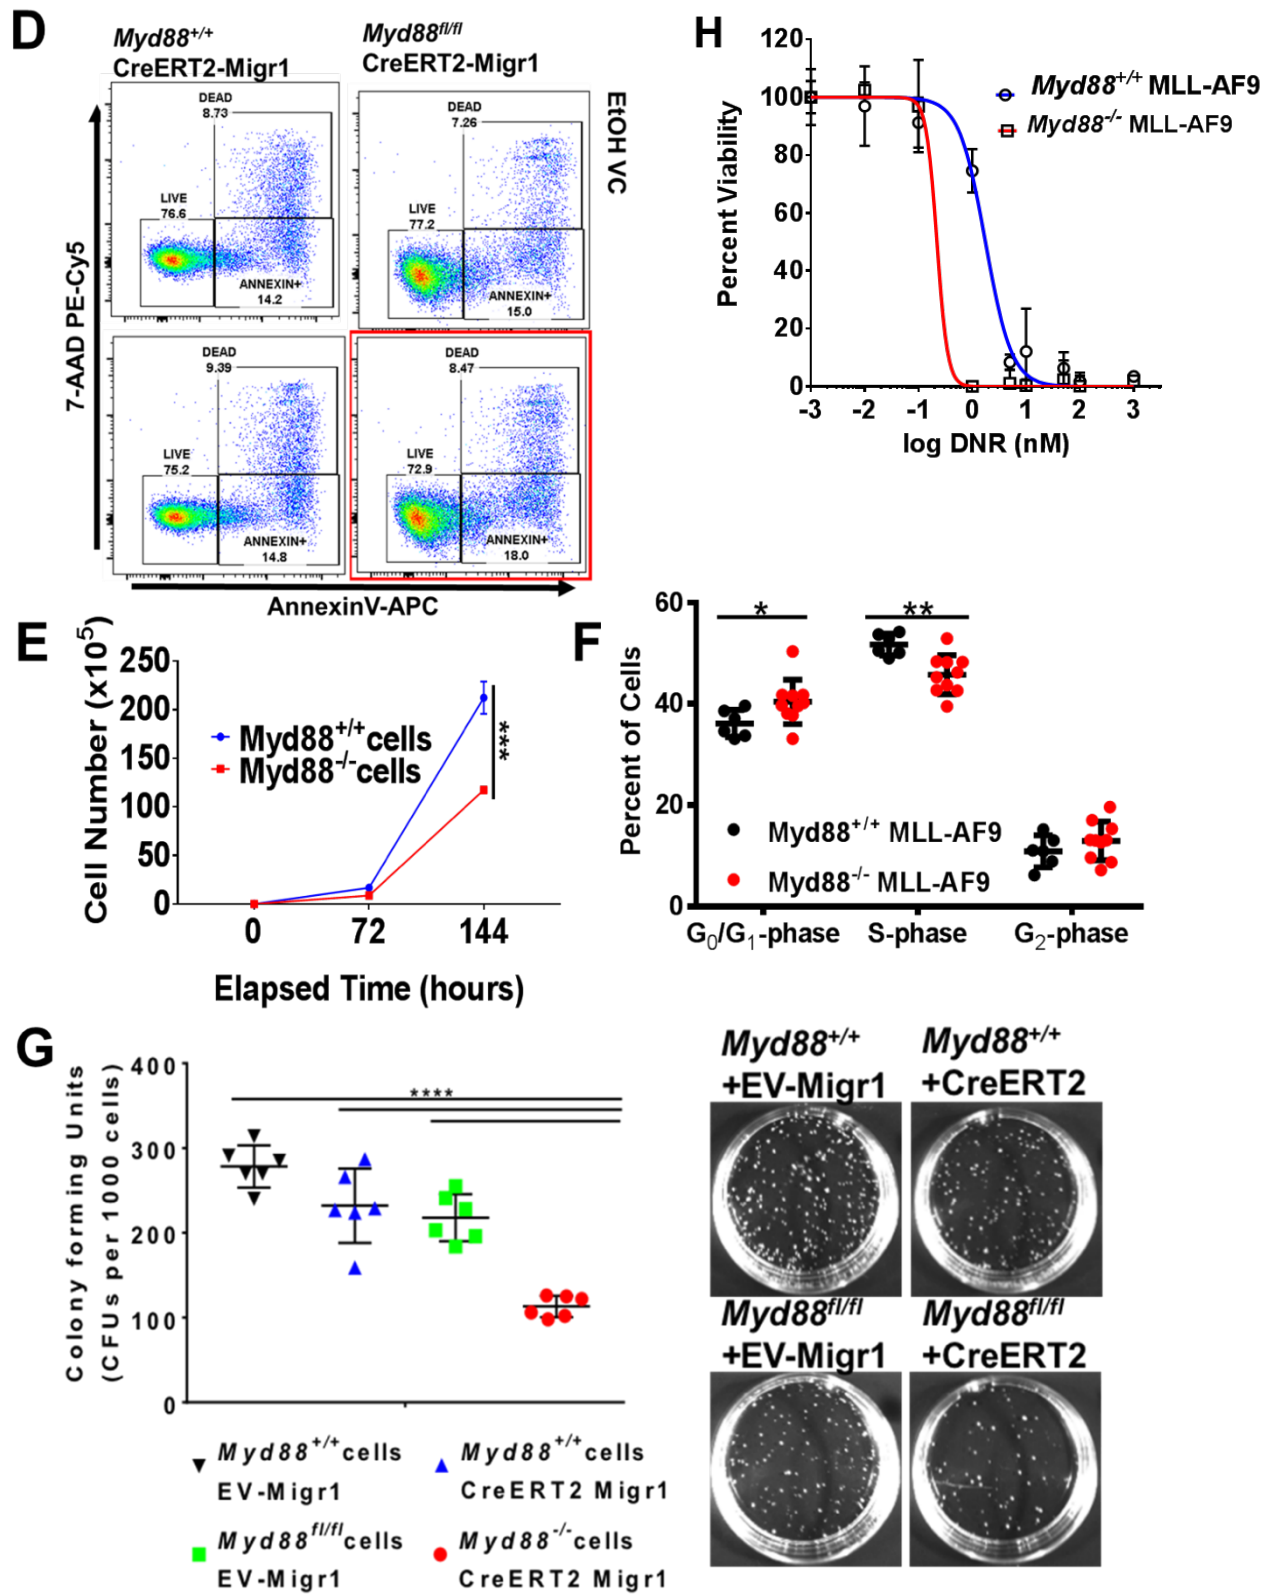 D
Myd88+/+
CreERT2-Migr1
Myd88fl/fl
CreERT2-Migr1
EtOH VC
7-AAD PE-Cy5
DEAD
8.73
LIVE
76.6
ANNEXIN+
14.2
DEAD
7.26
LIVE
77.2
ANNEXIN+
15.0
DEAD
9.39
LIVE
75.2
ANNEXIN+
14.8
DEAD
8.47
LIVE
72.9
ANNEXIN+
18.0
AnnexinV-APC
H
Percent Viability
120
100
80
60
40
20
0
-3 -2 -1 0 1 2 3
log DNR (nM)
Myd88+/+ MLL-AF9
Myd88-/- MLL-AF9
E
Cell Number (x10⁵)
250
200
150
100
50
0
0 72 144
Elapsed Time (hours)
Myd88+/+cells
Myd88-/-cells
***
F
Percent of Cells
60
40
20
0
*
**
Myd88+/+ MLL-AF9
Myd88-/- MLL-AF9
G₀/G₁-phase S-phase G₂-phase
G
Colony forming Units
(CFUs per 1000 cells)
400
300
200
100
0
****
Myd88+/+cells
EV-Migr1
Myd88+/+cells
CreERT2 Migr1
Myd88fl/flcells
EV-Migr1
Myd88-/-cells
CreERT2 Migr1
Myd88+/+
+EV-Migr1
Myd88+/+
+CreERT2
Myd88fl/fl
+EV-Migr1
Myd88fl/fl
+CreERT2